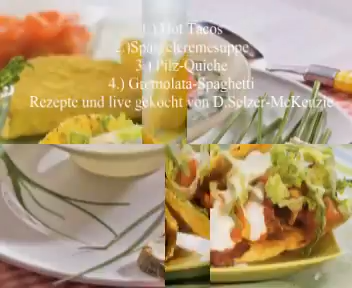 1.) Hot Tacos
2.)Spargelcremesuppe
3.) Pilz-Quiche
4.) Gremolata-Spaghetti
Rezepte und live gekocht von D.Selzer-McKenzie